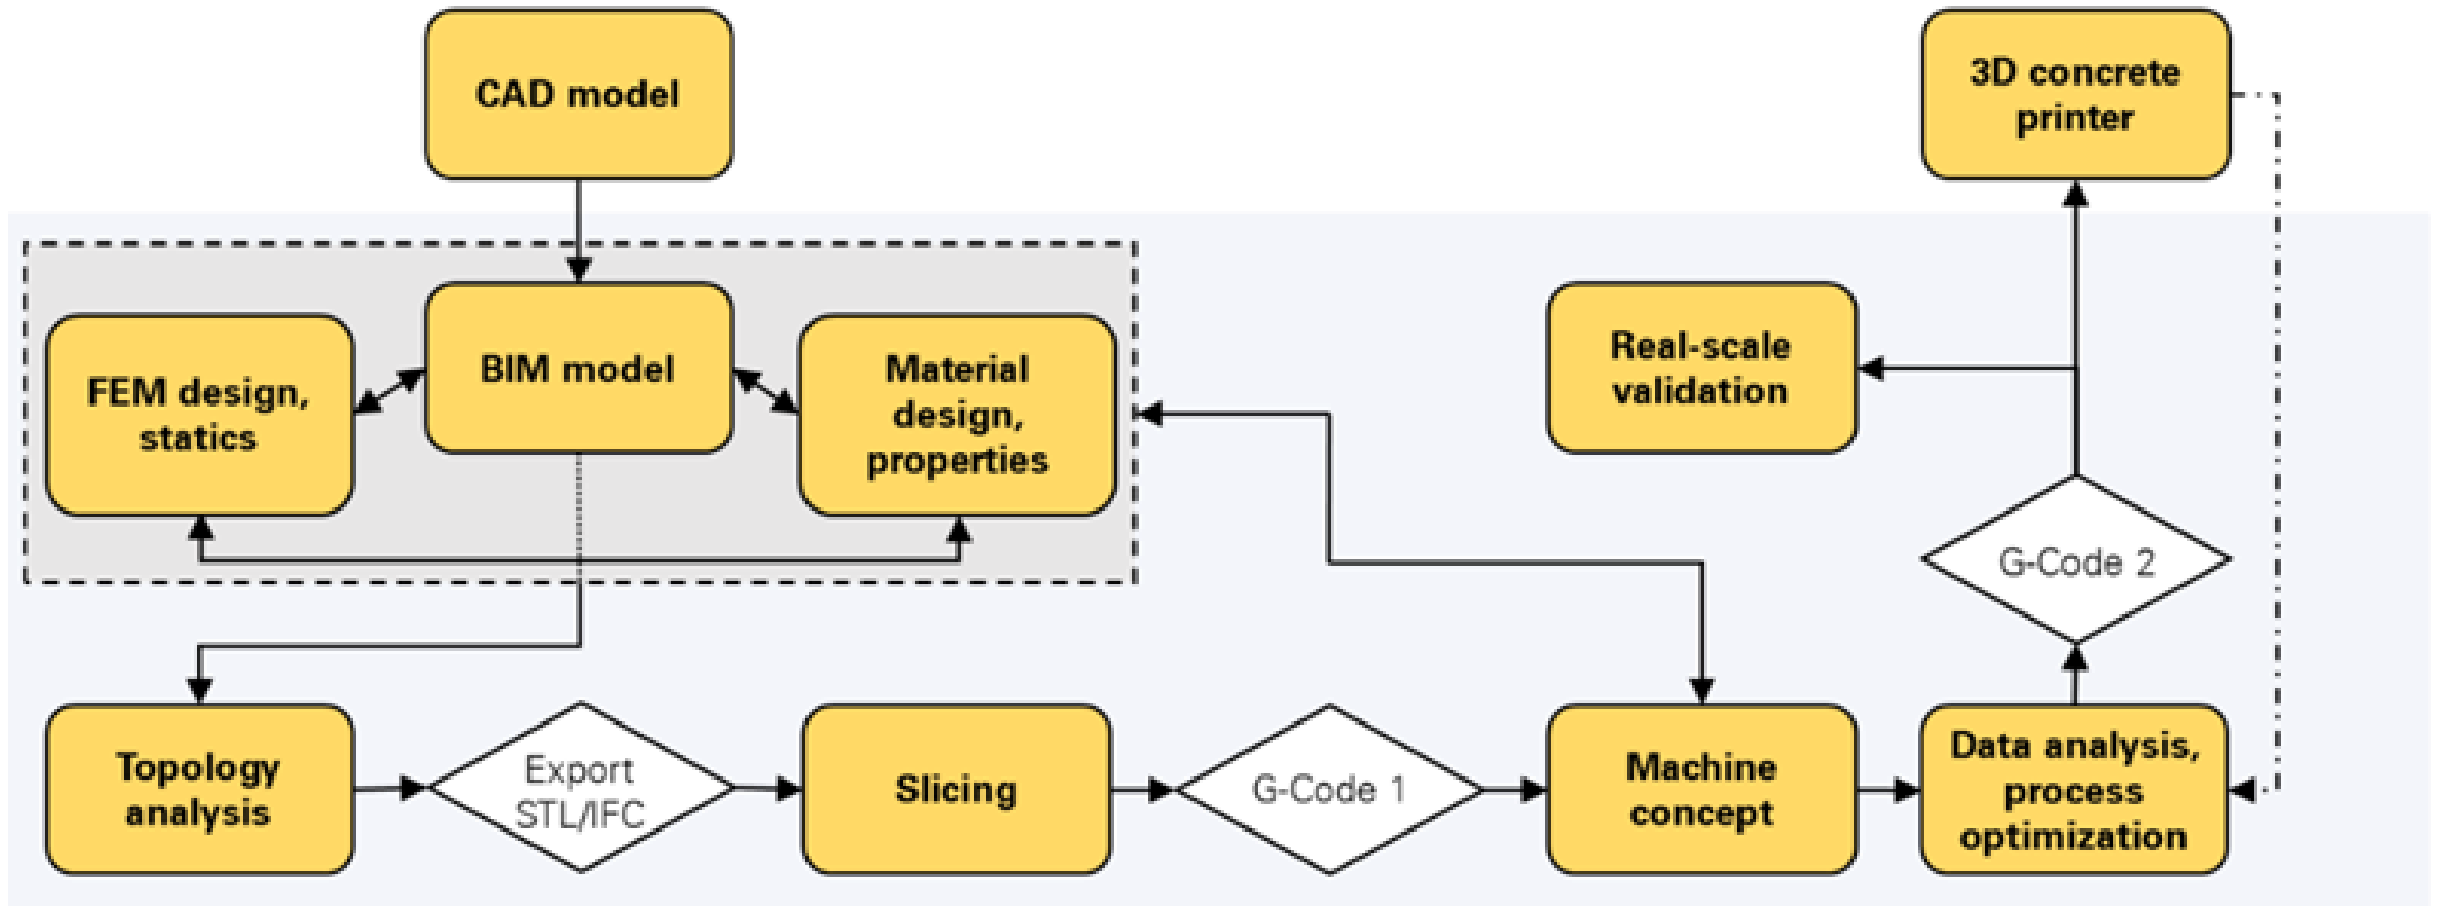 CAD model
3D concrete
printer
FEM design,
statics
BIM model
Material
design,
properties
Real-scale
validation
G-Code 2
Topology
analysis
Export
STL/IFC
Slicing
G-Code 1
Machine
concept
Data analysis,
process
optimization